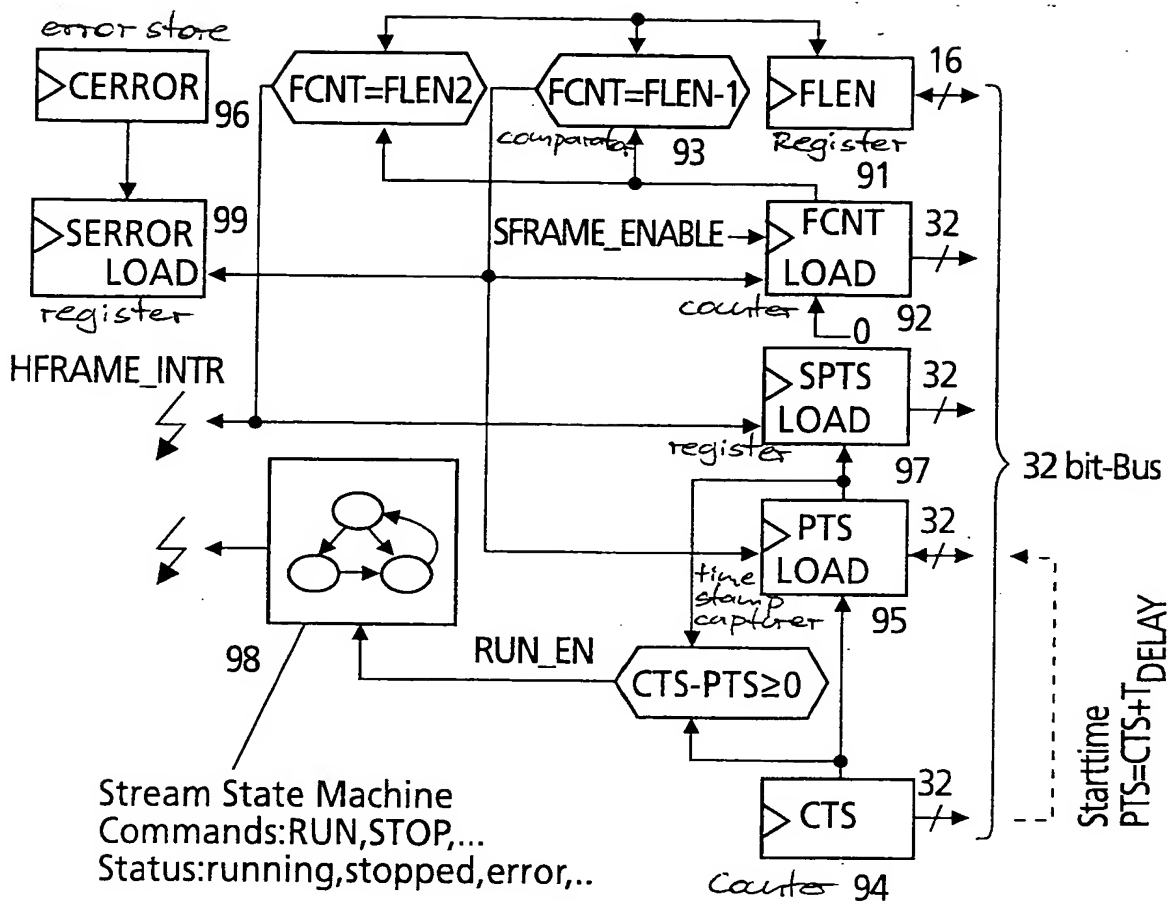 error store
CERROR
96
FCNT=FLEN2
FCNT=FLEN-1
comparator
93
FLEN
Register
91
16
SERROR
LOAD
99
register
SFRAME_ENABLE
FCNT
LOAD
32
counter
92
0
HFRAME_INTR
SPTS
LOAD
32
register
97
32 bit-Bus
PTS
LOAD
32
time
stamp
capturer
95
98
RUN_EN
CTS-PTS≥0
Starttime
PTS=CTS+TDELAY
Stream State Machine
Commands:RUN,STOP,...
Status:running,stopped,error,..
CTS
32
counter 94